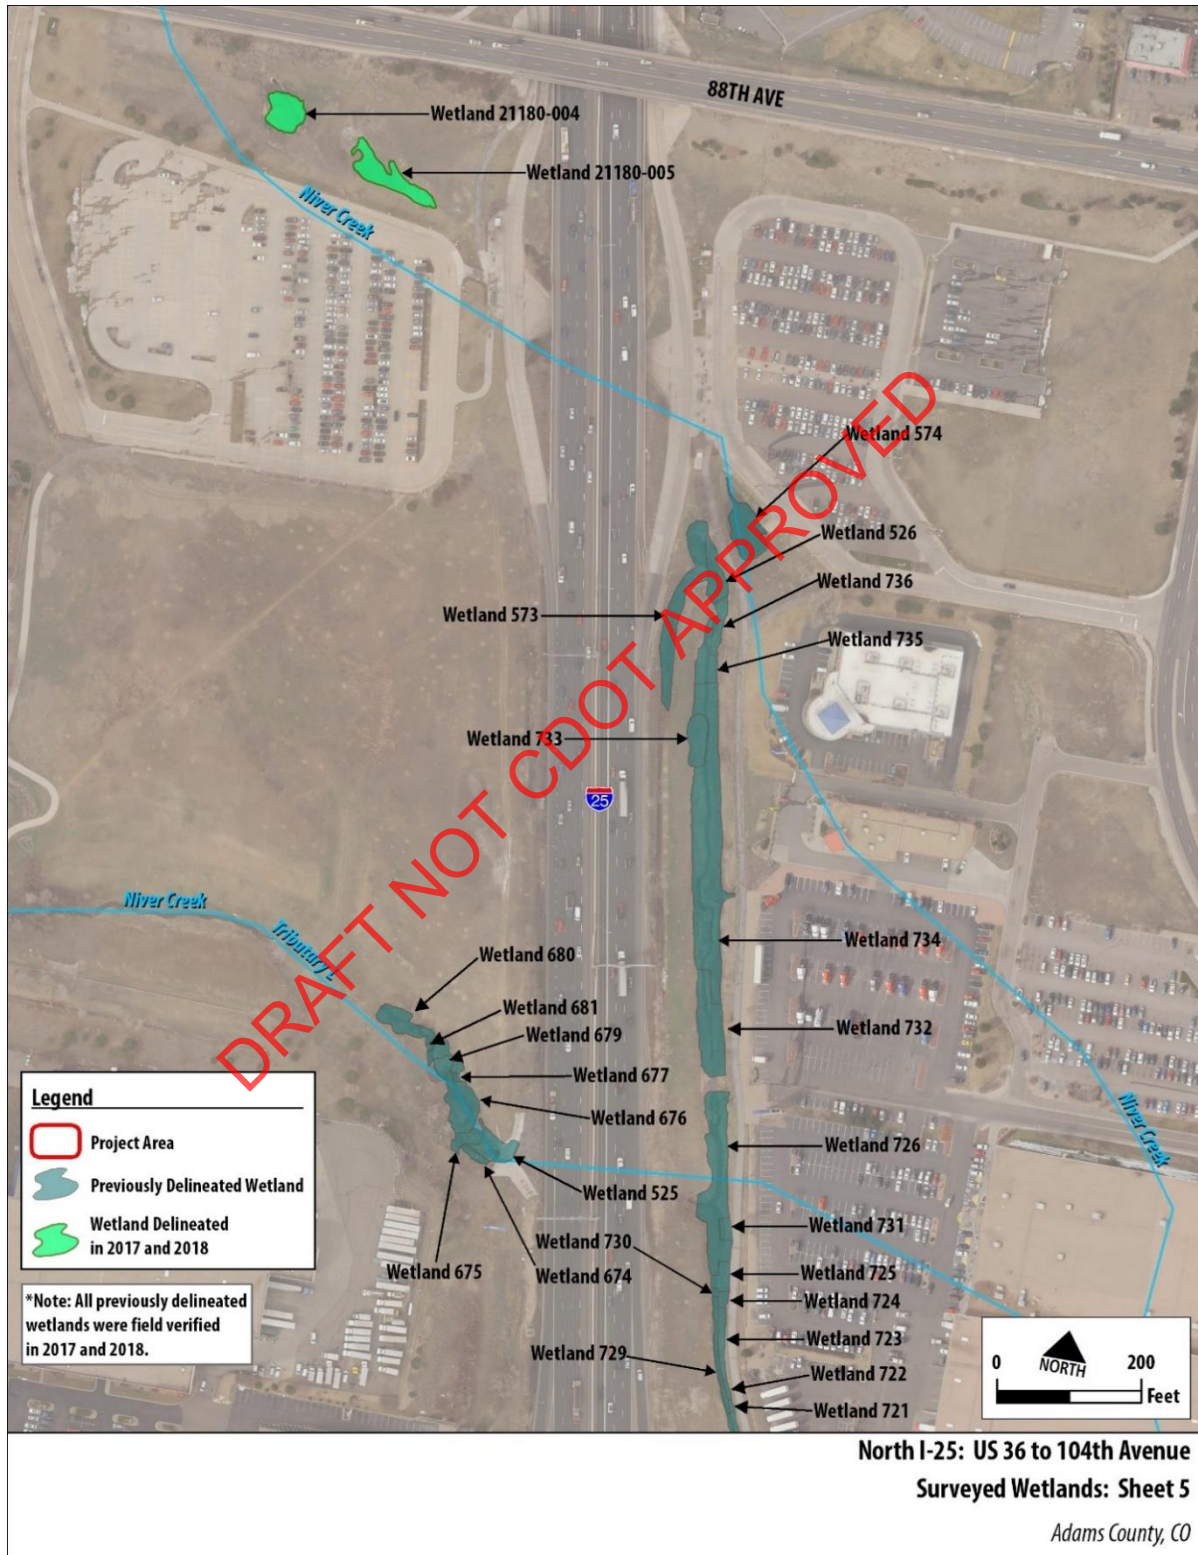 88TH AVE
Wetland 21180-004
Wetland 21180-005
Niver Creek
Wetland 574
Wetland 526
Wetland 736
Wetland 573
Wetland 735
Wetland 733
25
DRAFT NOT CDOT APPROVED
Niver Creek
Tributary L
Wetland 734
Wetland 680
Wetland 681
Wetland 679
Wetland 732
Wetland 677
Wetland 676
Niver Creek
Wetland 726
Wetland 525
Wetland 731
Wetland 730
Wetland 675
Wetland 674
Wetland 725
Wetland 724
Wetland 723
Wetland 729
Wetland 722
Wetland 721
Legend
Project Area
Previously Delineated Wetland
Wetland Delineated
in 2017 and 2018
*Note: All previously delineated
wetlands were field verified
in 2017 and 2018.
0 NORTH 200
Feet
North I-25: US 36 to 104th Avenue
Surveyed Wetlands: Sheet 5
Adams County, CO